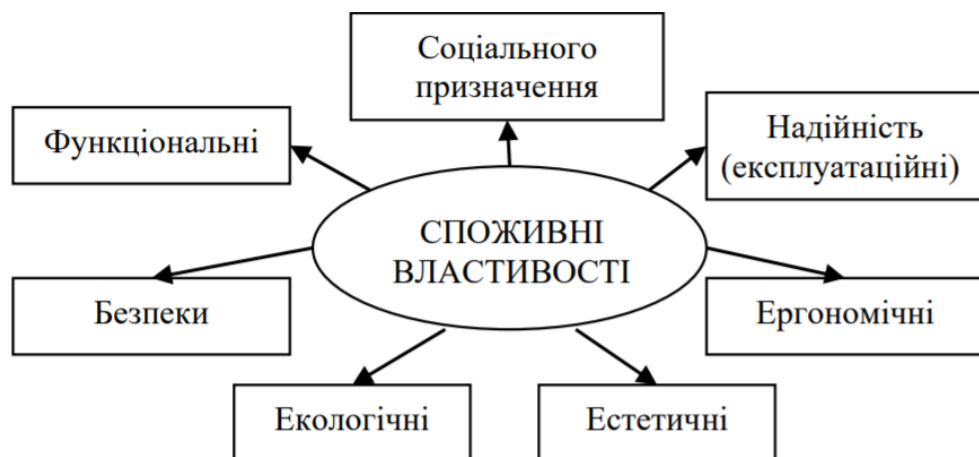 Соціального
призначення
Функціональні
Надійність
(експлуатаційні)
СПОЖИВНІ
ВЛАСТИВОСТІ
Безпеки
Ергономічні
Екологічні
Естетичні